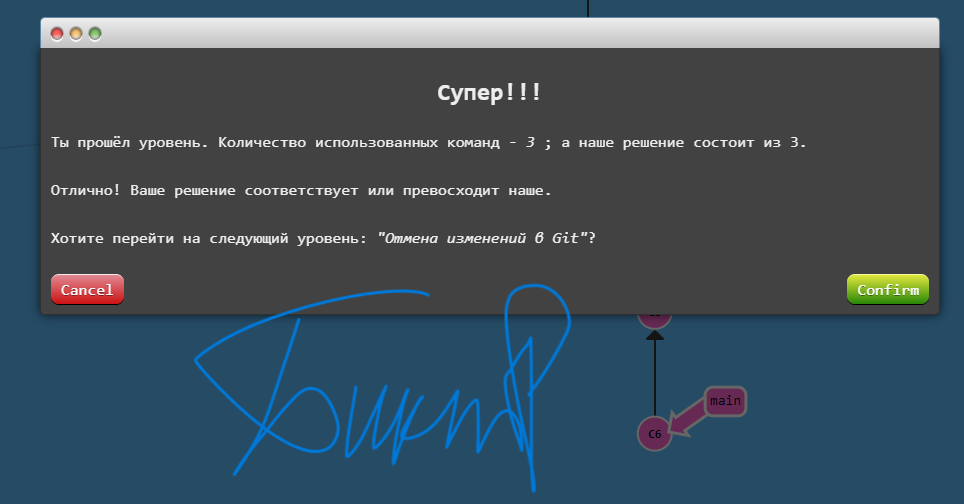 Супер!!!
Ты прошёл уровень. Количество использованных команд - 3 ; а наше решение состоит из 3.
Отлично! Ваше решение соответствует или превосходит наше.
Хотите перейти на следующий уровень: "Отмена изменений в Git"?
Cancel
Confirm
main
C6